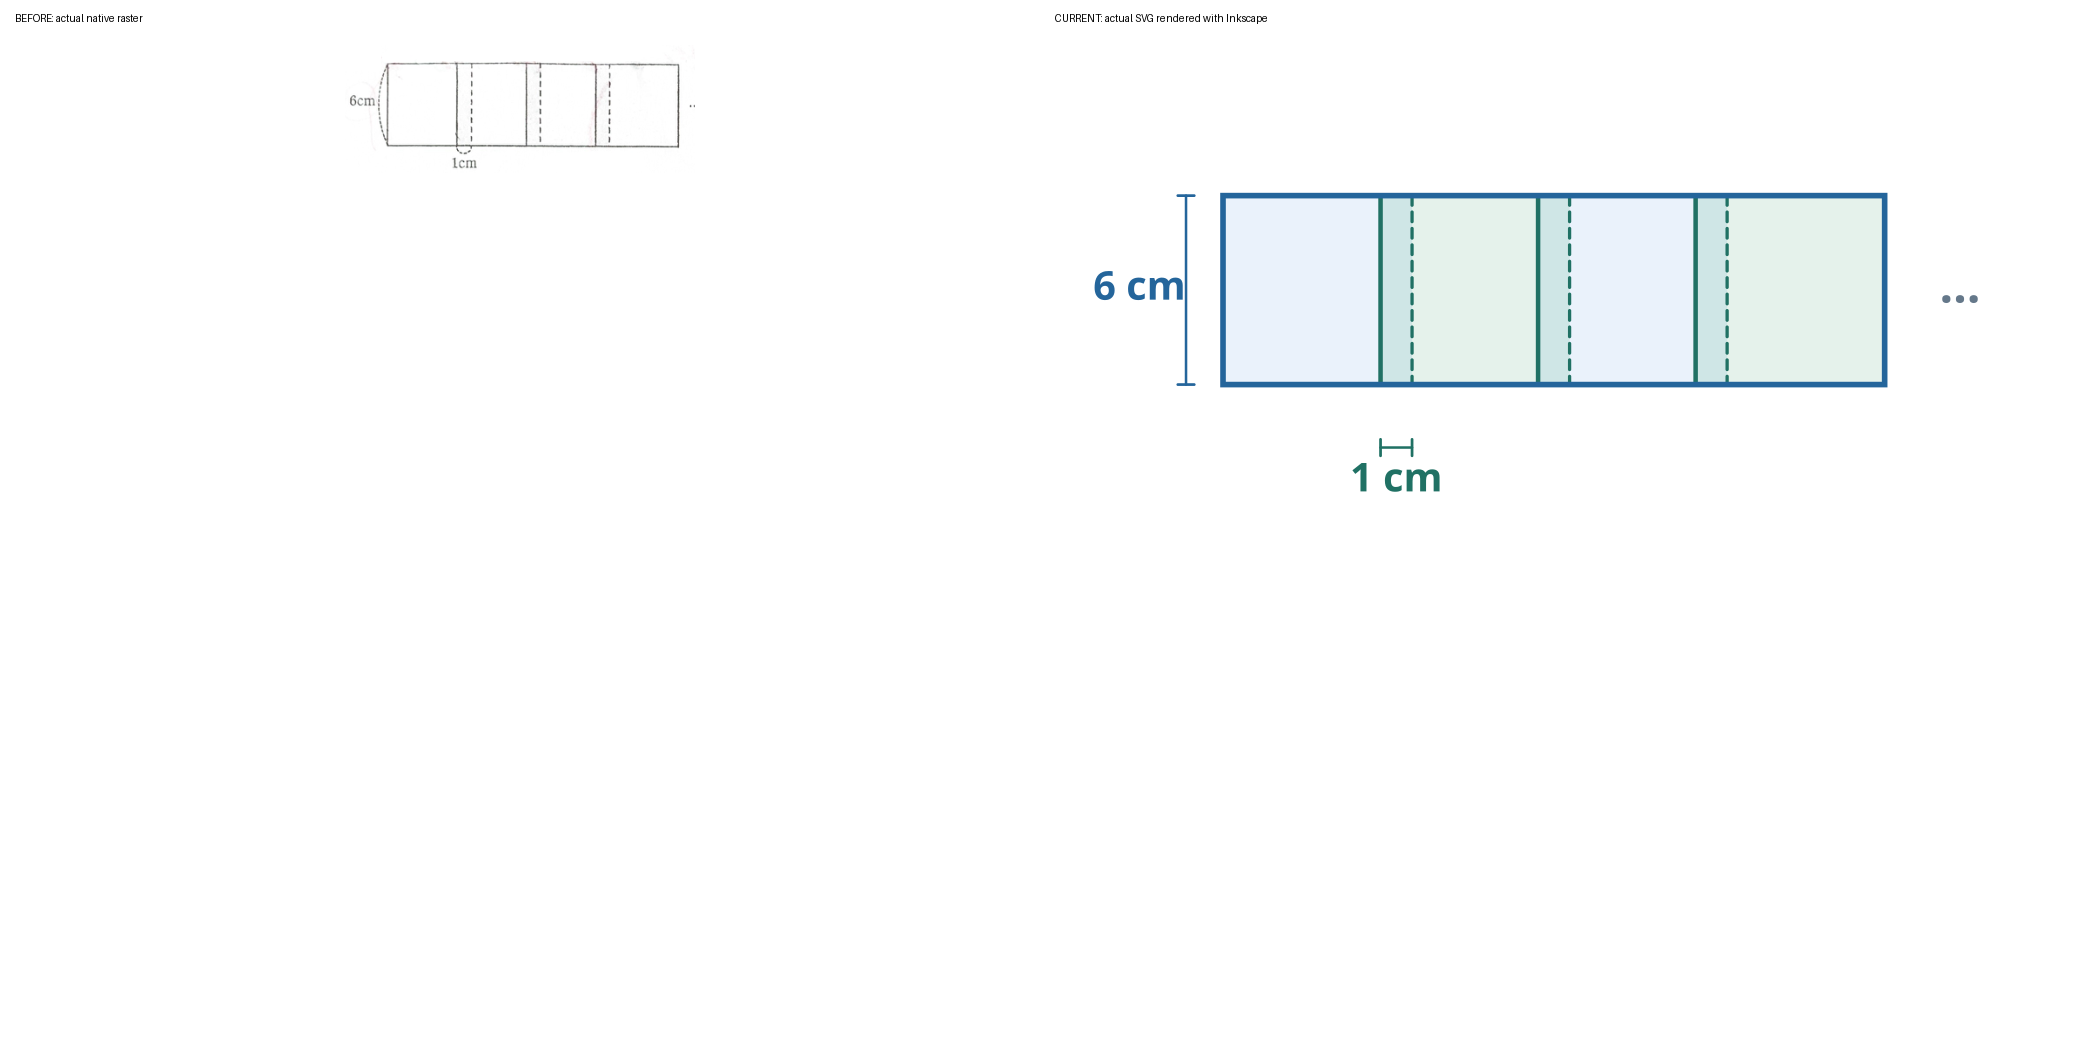 BEFORE: actual native raster
CURRENT: actual SVG rendered with Inkscape
6cm
1cm
..
6 cm
...
1 cm